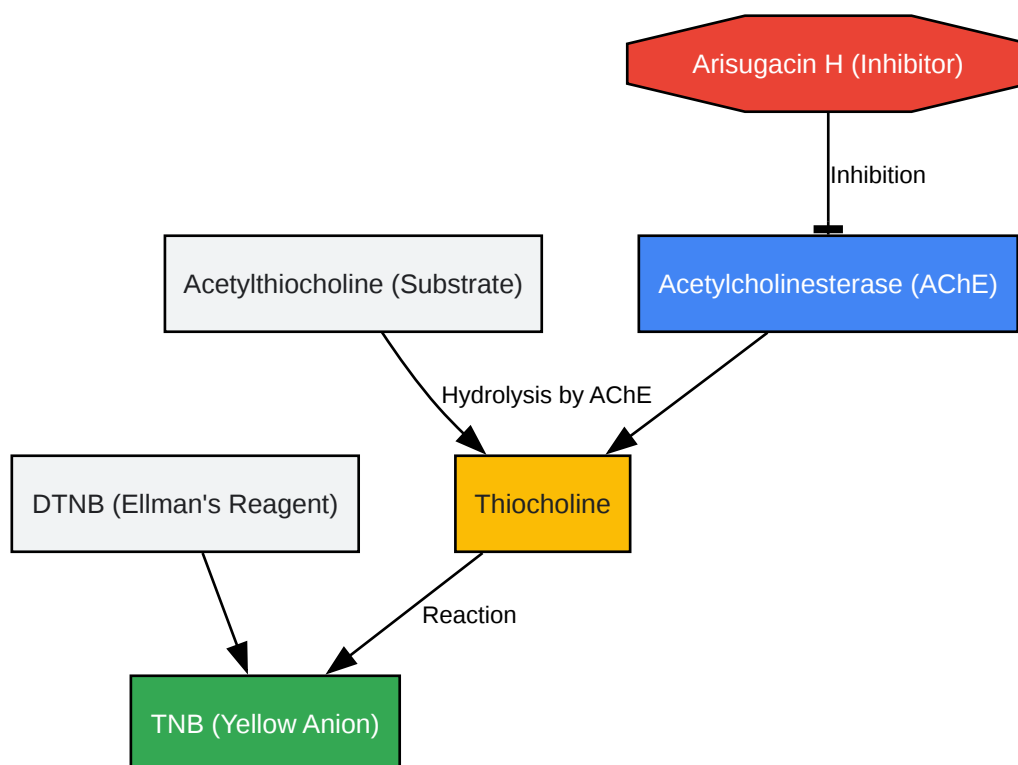 Arisugacin H (Inhibitor)
Inhibition
Acetylthiocholine (Substrate)
Acetylcholinesterase (AChE)
Hydrolysis by AChE
DTNB (Ellman's Reagent)
Thiocholine
Reaction
TNB (Yellow Anion)